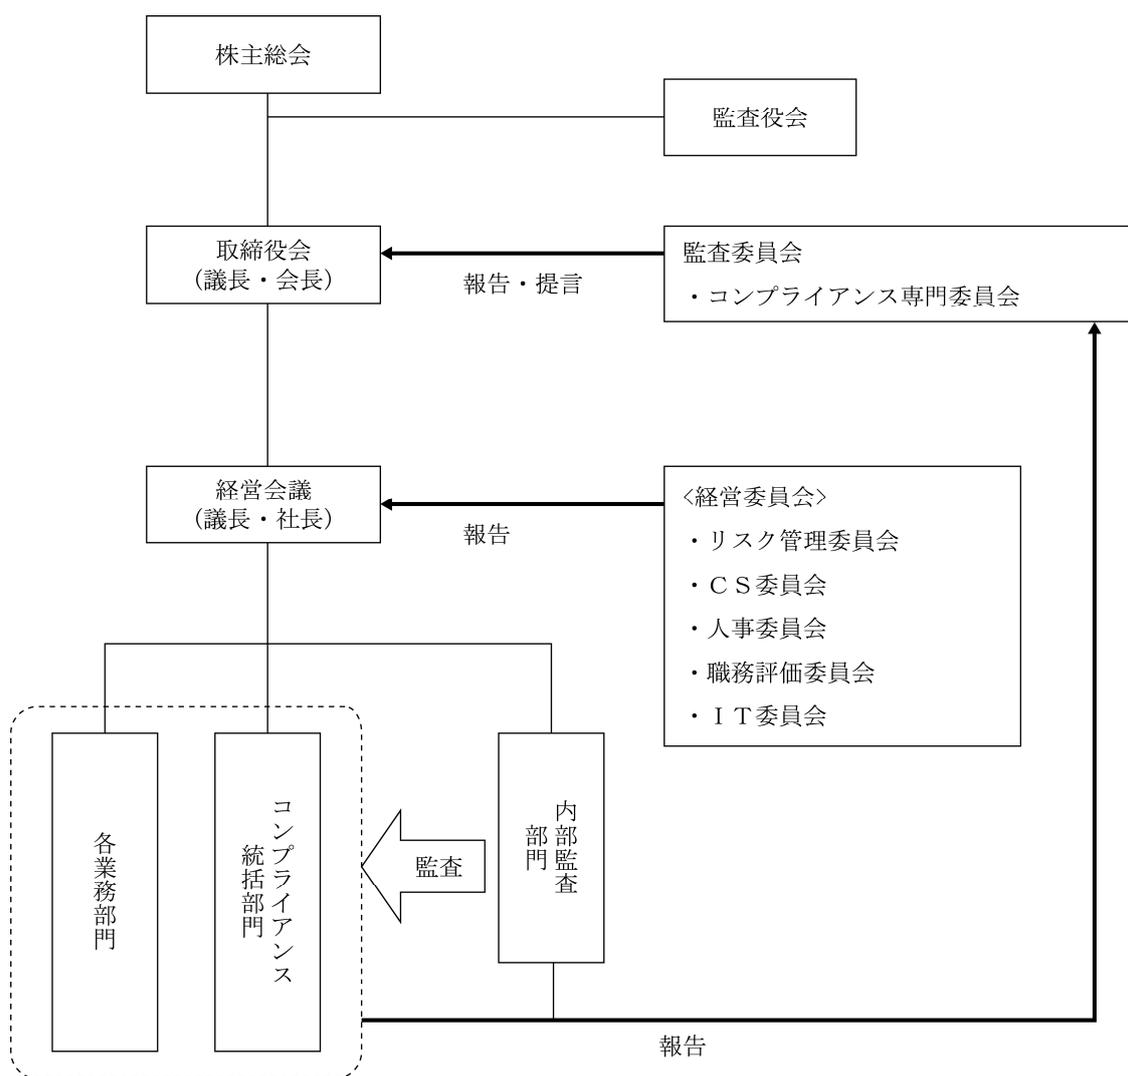 株主総会
監査役会
取締役会
（議長・会長）
報告・提言
監査委員会
・コンプライアンス専門委員会
経営会議
（議長・社長）
報告
<経営委員会>
・リスク管理委員会
・ＣＳ委員会
・人事委員会
・職務評価委員会
・ＩＴ委員会
各業務部門
コンプライアンス
統括部門
監査
内部監査
部門
報告